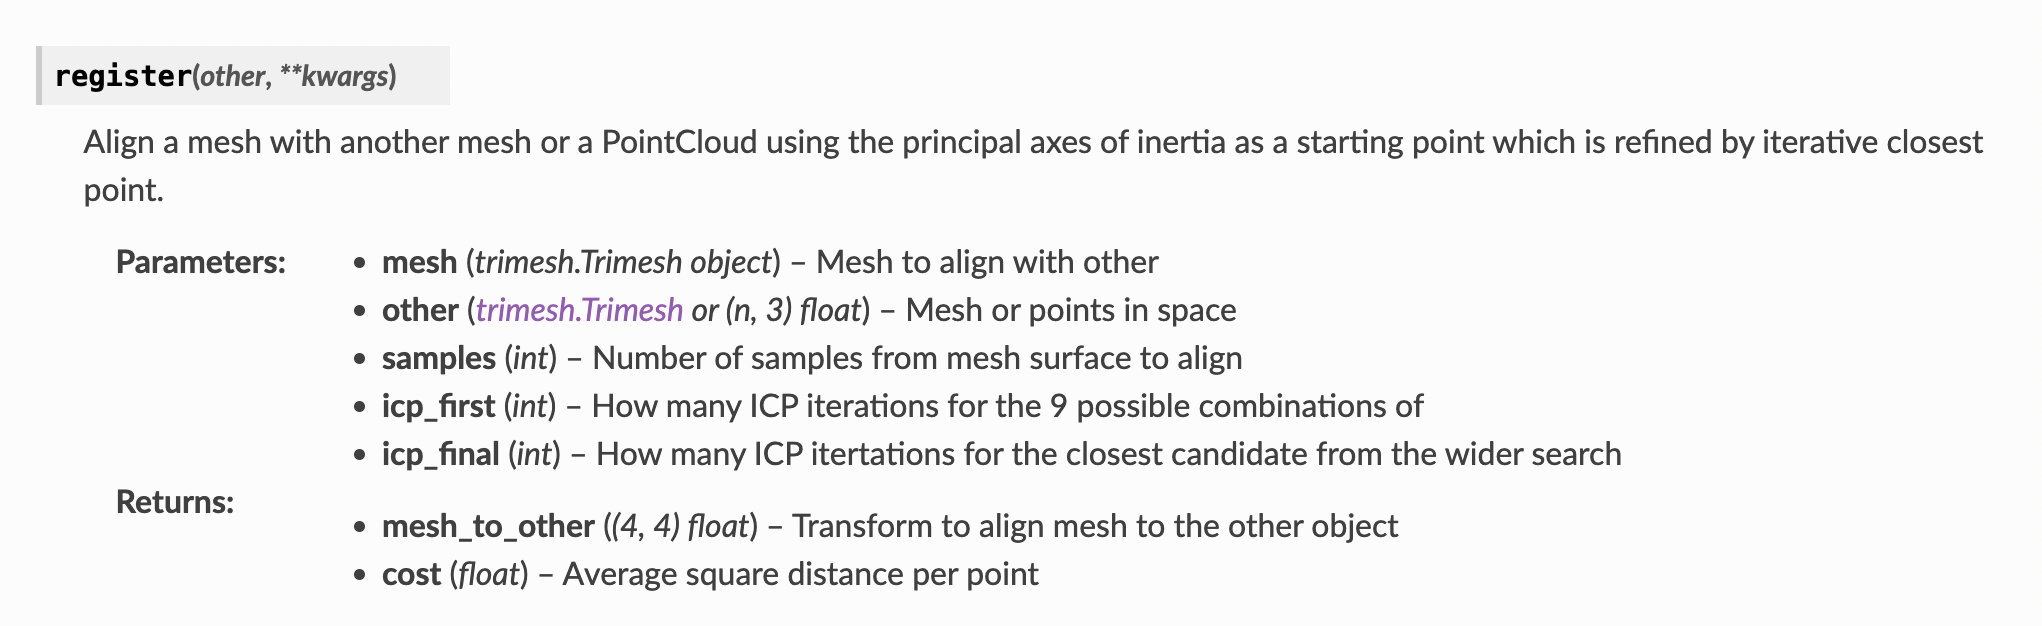 register(other, **kwargs)
Align a mesh with another mesh or a PointCloud using the principal axes of inertia as a starting point which is refined by iterative closest
point.
Parameters:
• mesh (trimesh.Trimesh object) – Mesh to align with other
• other (trimesh.Trimesh or (n, 3) float) – Mesh or points in space
• samples (int) – Number of samples from mesh surface to align
• icp_first (int) – How many ICP iterations for the 9 possible combinations of
• icp_final (int) – How many ICP itertations for the closest candidate from the wider search
Returns:
• mesh_to_other ((4, 4) float) – Transform to align mesh to the other object
• cost (float) – Average square distance per point